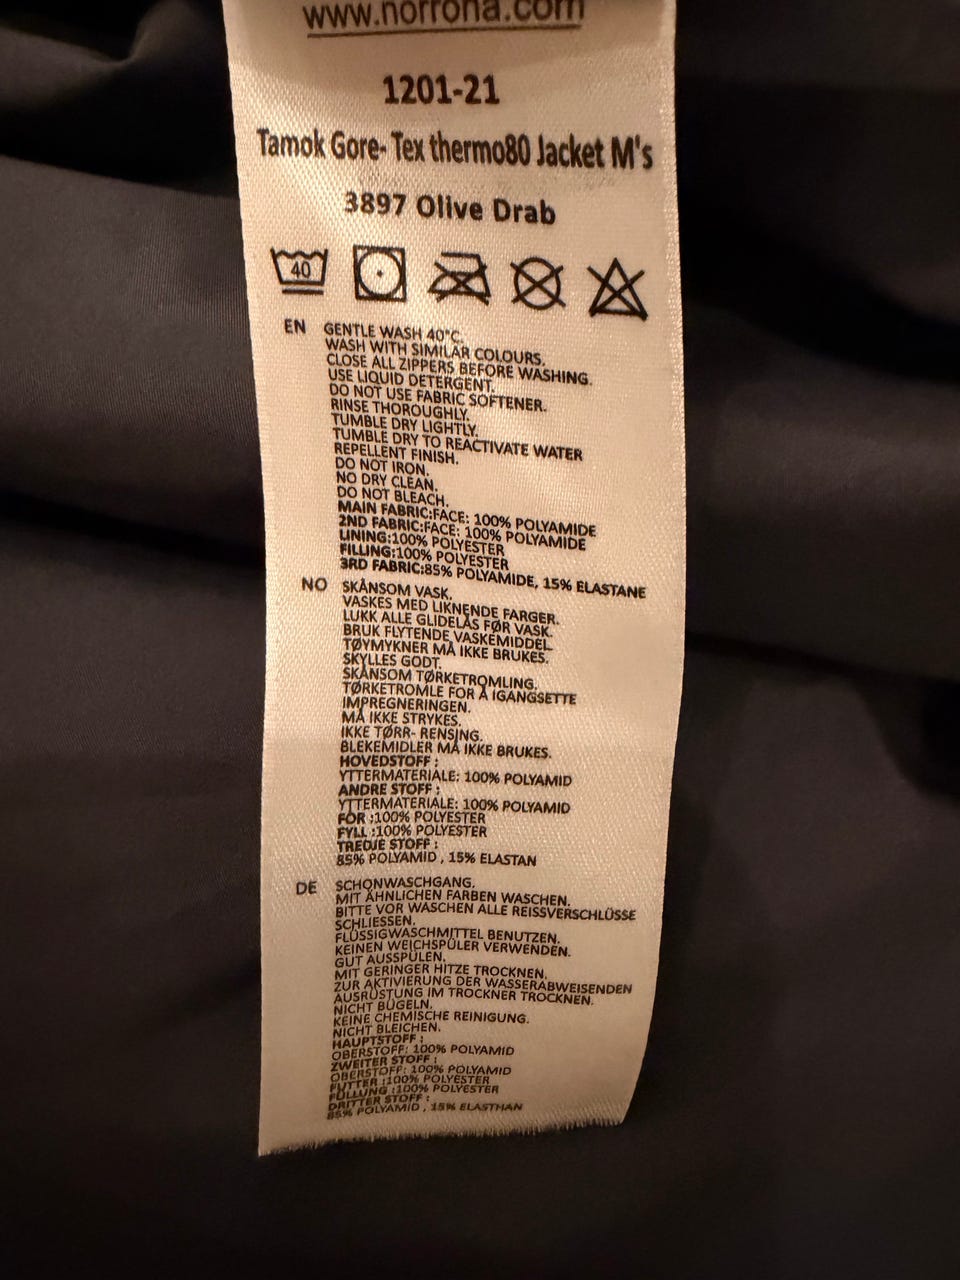 www.norrona.com
1201-21
Tamok Gore- Tex thermo80 Jacket M's
3897 Olive Drab
40
EN GENTLE WASH 40°C.
WASH WITH SIMILAR COLOURS.
CLOSE ALL ZIPPERS BEFORE WASHING.
USE LIQUID DETERGENT.
DO NOT USE FABRIC SOFTENER.
RINSE THOROUGHLY.
TUMBLE DRY LIGHTLY.
TUMBLE DRY TO REACTIVATE WATER
REPELLENT FINISH.
DO NOT IRON.
NO DRY CLEAN.
DO NOT BLEACH.
MAIN FABRIC:FACE: 100% POLYAMIDE
2ND FABRIC:FACE: 100% POLYAMIDE
LINING:100% POLYESTER
FILLING:100% POLYESTER
3RD FABRIC:85% POLYAMIDE, 15% ELASTANE
NO SKÅNSOM VASK.
VASKES MED LIKNENDE FARGER.
LUKK ALLE GLIDELÅS FØR VASK.
BRUK FLYTENDE VASKEMIDDEL.
TØYMYKNER MÅ IKKE BRUKES.
SKYLLES GODT.
SKÅNSOM TØRKETROMLING.
TØRKETROMLE FOR Å IGANGSETTE
IMPREGNERINGEN.
MÅ IKKE STRYKES.
IKKE TØRR- RENSING.
BLEKEMIDLER MÅ IKKE BRUKES.
HOVEDSTOFF :
YTTERMATERIALE: 100% POLYAMID
ANDRE STOFF :
YTTERMATERIALE: 100% POLYAMID
FÔR :100% POLYESTER
FYLL :100% POLYESTER
TREDJE STOFF :
85% POLYAMID , 15% ELASTAN
DE SCHONWASCHGANG.
MIT ÄHNLICHEN FARBEN WASCHEN.
BITTE VOR WASCHEN ALLE REISSVERSCHLÜSSE
SCHLIESSEN.
FLÜSSIGWASCHMITTEL BENUTZEN.
KEINEN WEICHSPÜLER VERWENDEN.
GUT AUSSPÜLEN.
MIT GERINGER HITZE TROCKNEN.
ZUR AKTIVIERUNG DER WASSERABWEISENDEN
AUSRÜSTUNG IM TROCKNER TROCKNEN.
NICHT BÜGELN.
KEINE CHEMISCHE REINIGUNG.
NICHT BLEICHEN.
HAUPTSTOFF :
OBERSTOFF: 100% POLYAMID
ZWEITER STOFF :
OBERSTOFF: 100% POLYAMID
FUTTER :100% POLYESTER
FÜLLUNG :100% POLYESTER
DRITTER STOFF :
85% POLYAMID , 15% ELASTHAN